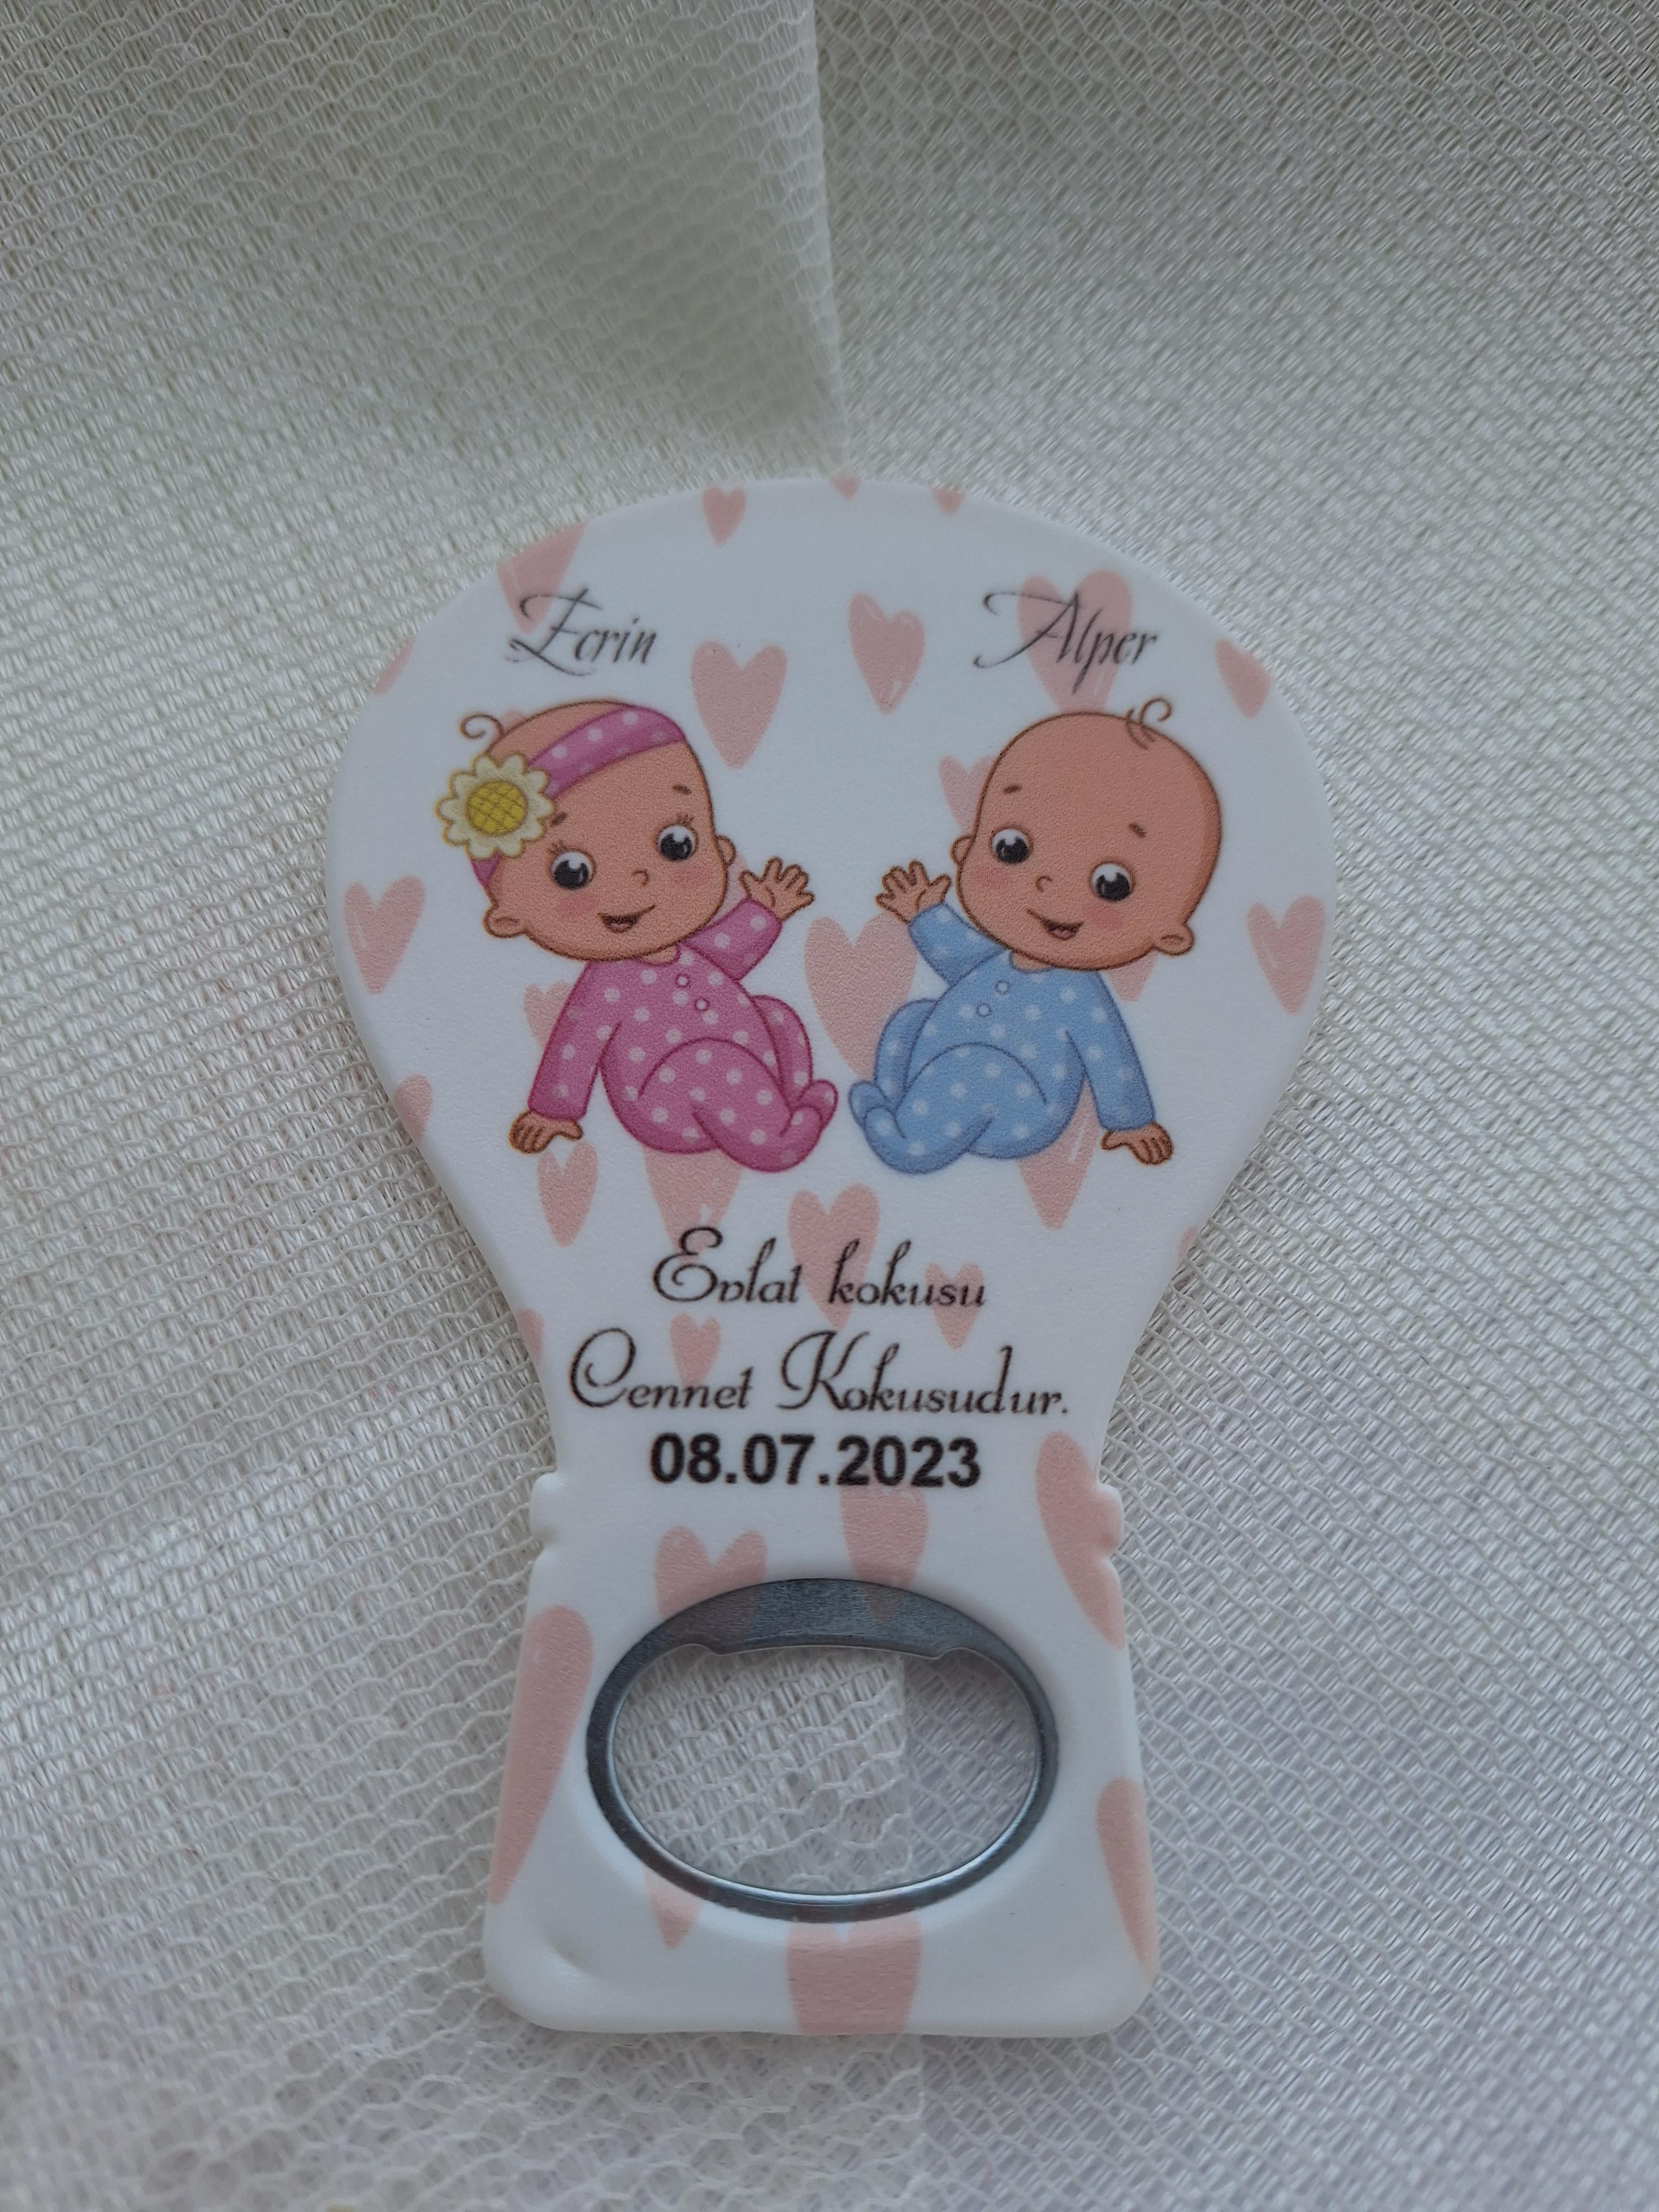 Ecrin Alper
Evlat kokusu
Cennet Kokusudur.
08.07.2023